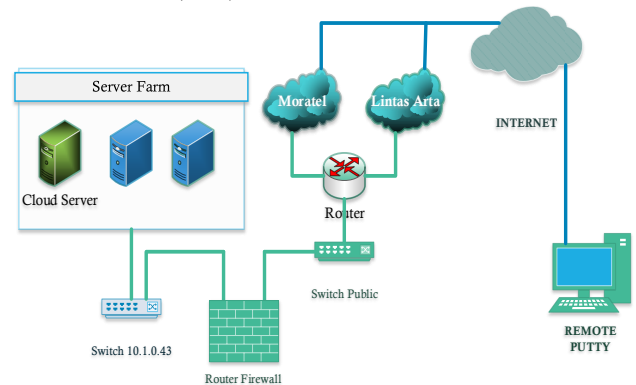 Server Farm
Moratel
Lintas Arta
INTERNET
Cloud Server
Router
Switch Public
REMOTE
PUTTY
Switch 10.1.0.43
Router Firewall